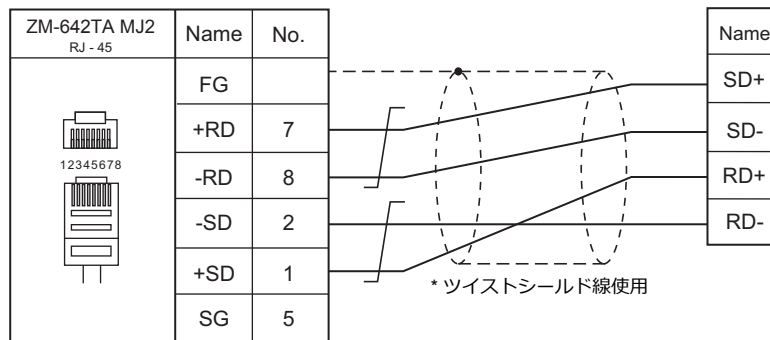 ZM-642TA MJ2 Name No.
RJ - 45
FG
+RD 7
-RD 8
-SD 2
+SD 1
SG 5
12345678
Name
SD+
SD-
RD+
RD-
* ツイストシールド線使用